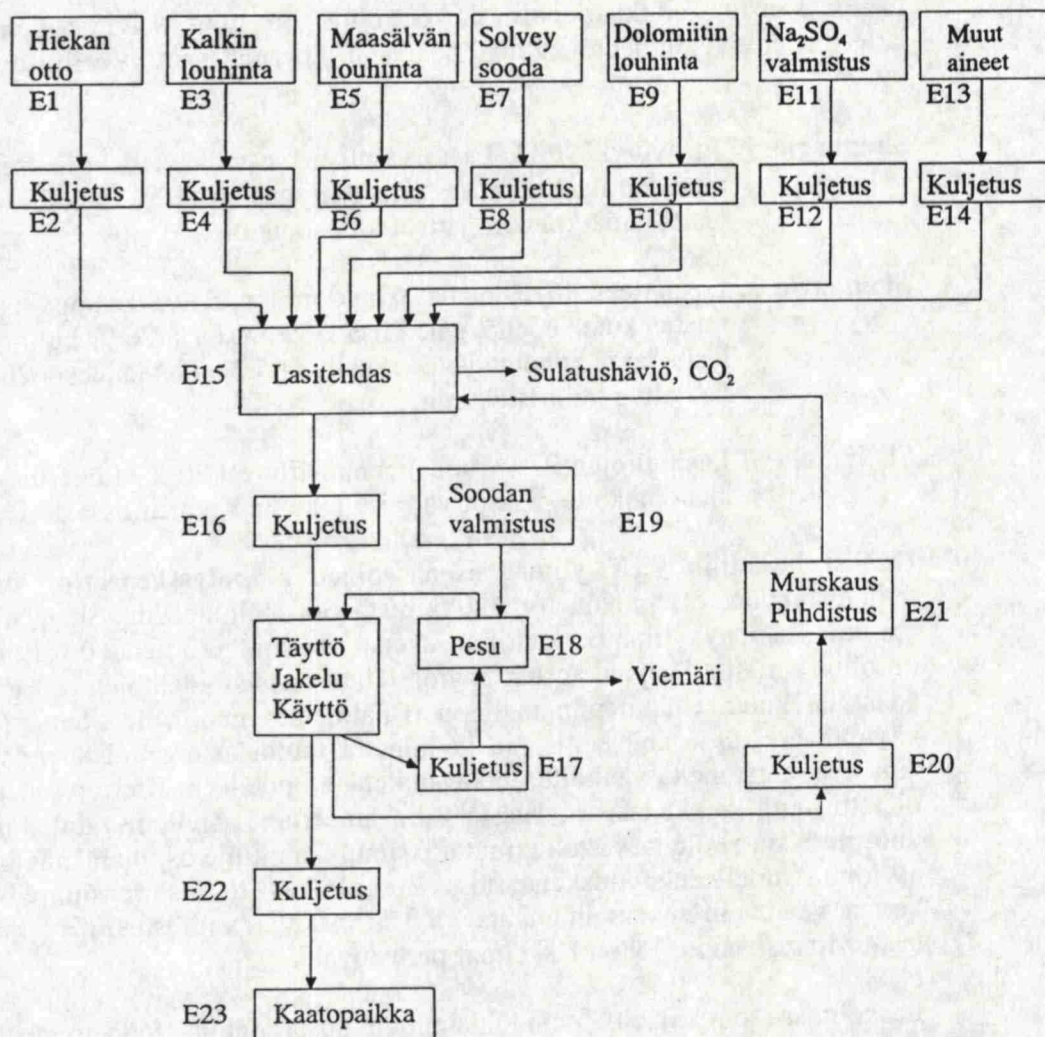 Hiekan
otto
E1
Kalkin
louhinta
E3
Maasälvän
louhinta
E5
Solvey
sooda
E7
Dolomiitin
louhinta
E9
Na₂SO₄
valmistus
E11
Muut
aineet
E13
Kuljetus
E2
Kuljetus
E4
Kuljetus
E6
Kuljetus
E8
Kuljetus
E10
Kuljetus
E12
Kuljetus
E14
E15 Lasitehdas
Sulatushäviö, CO₂
E16 Kuljetus
Soodan
valmistus
E19
Murskaus
Puhdistus
E21
Täyttö
Jakelu
Käyttö
Pesu
E18
Viemäri
Kuljetus
E17
Kuljetus
E20
E22 Kuljetus
E23 Kaatopaikka